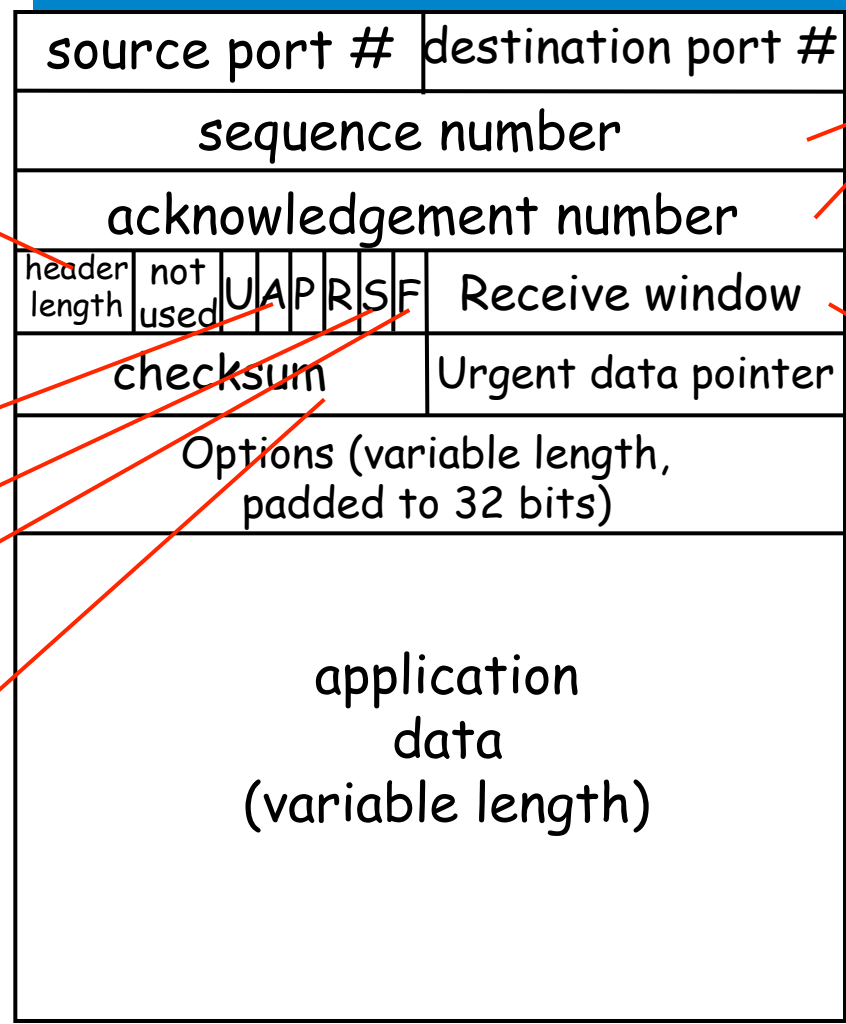 source port # destination port #
sequence number
acknowledgement number
header length not used U A P R S F Receive window
checksum Urgent data pointer
Options (variable length,
padded to 32 bits)
application
data
(variable length)